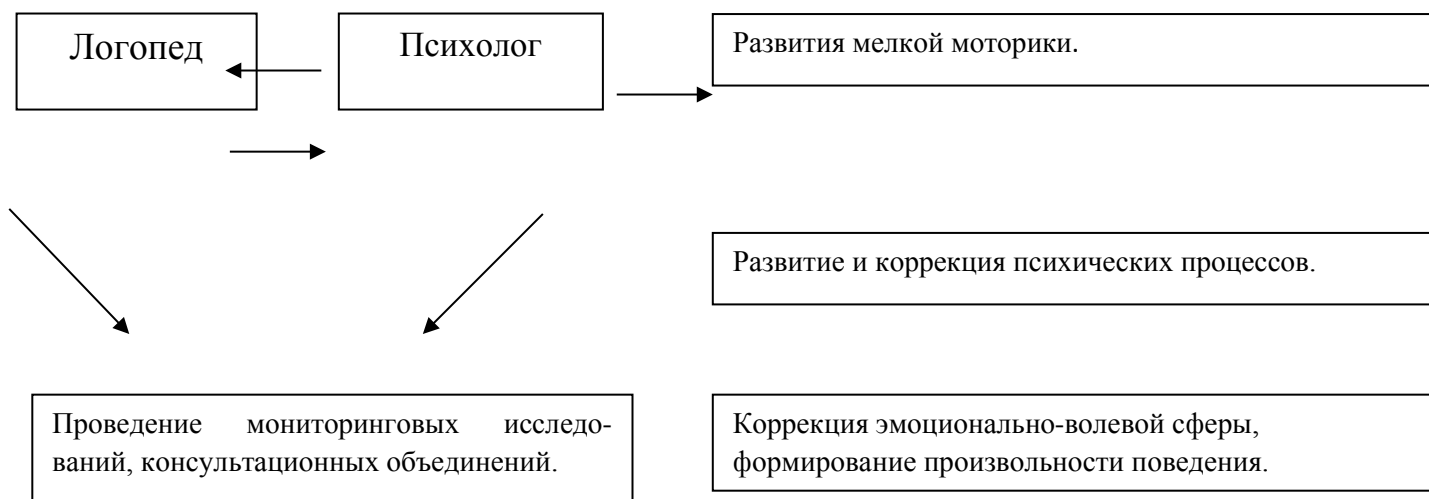 Логопед
Психолог
Развития мелкой моторики.
Развитие и коррекция психических процессов.
Проведение мониторинговых исследо-
ваний, консультационных объединений.
Коррекция эмоционально-волевой сферы,
формирование произвольности поведения.